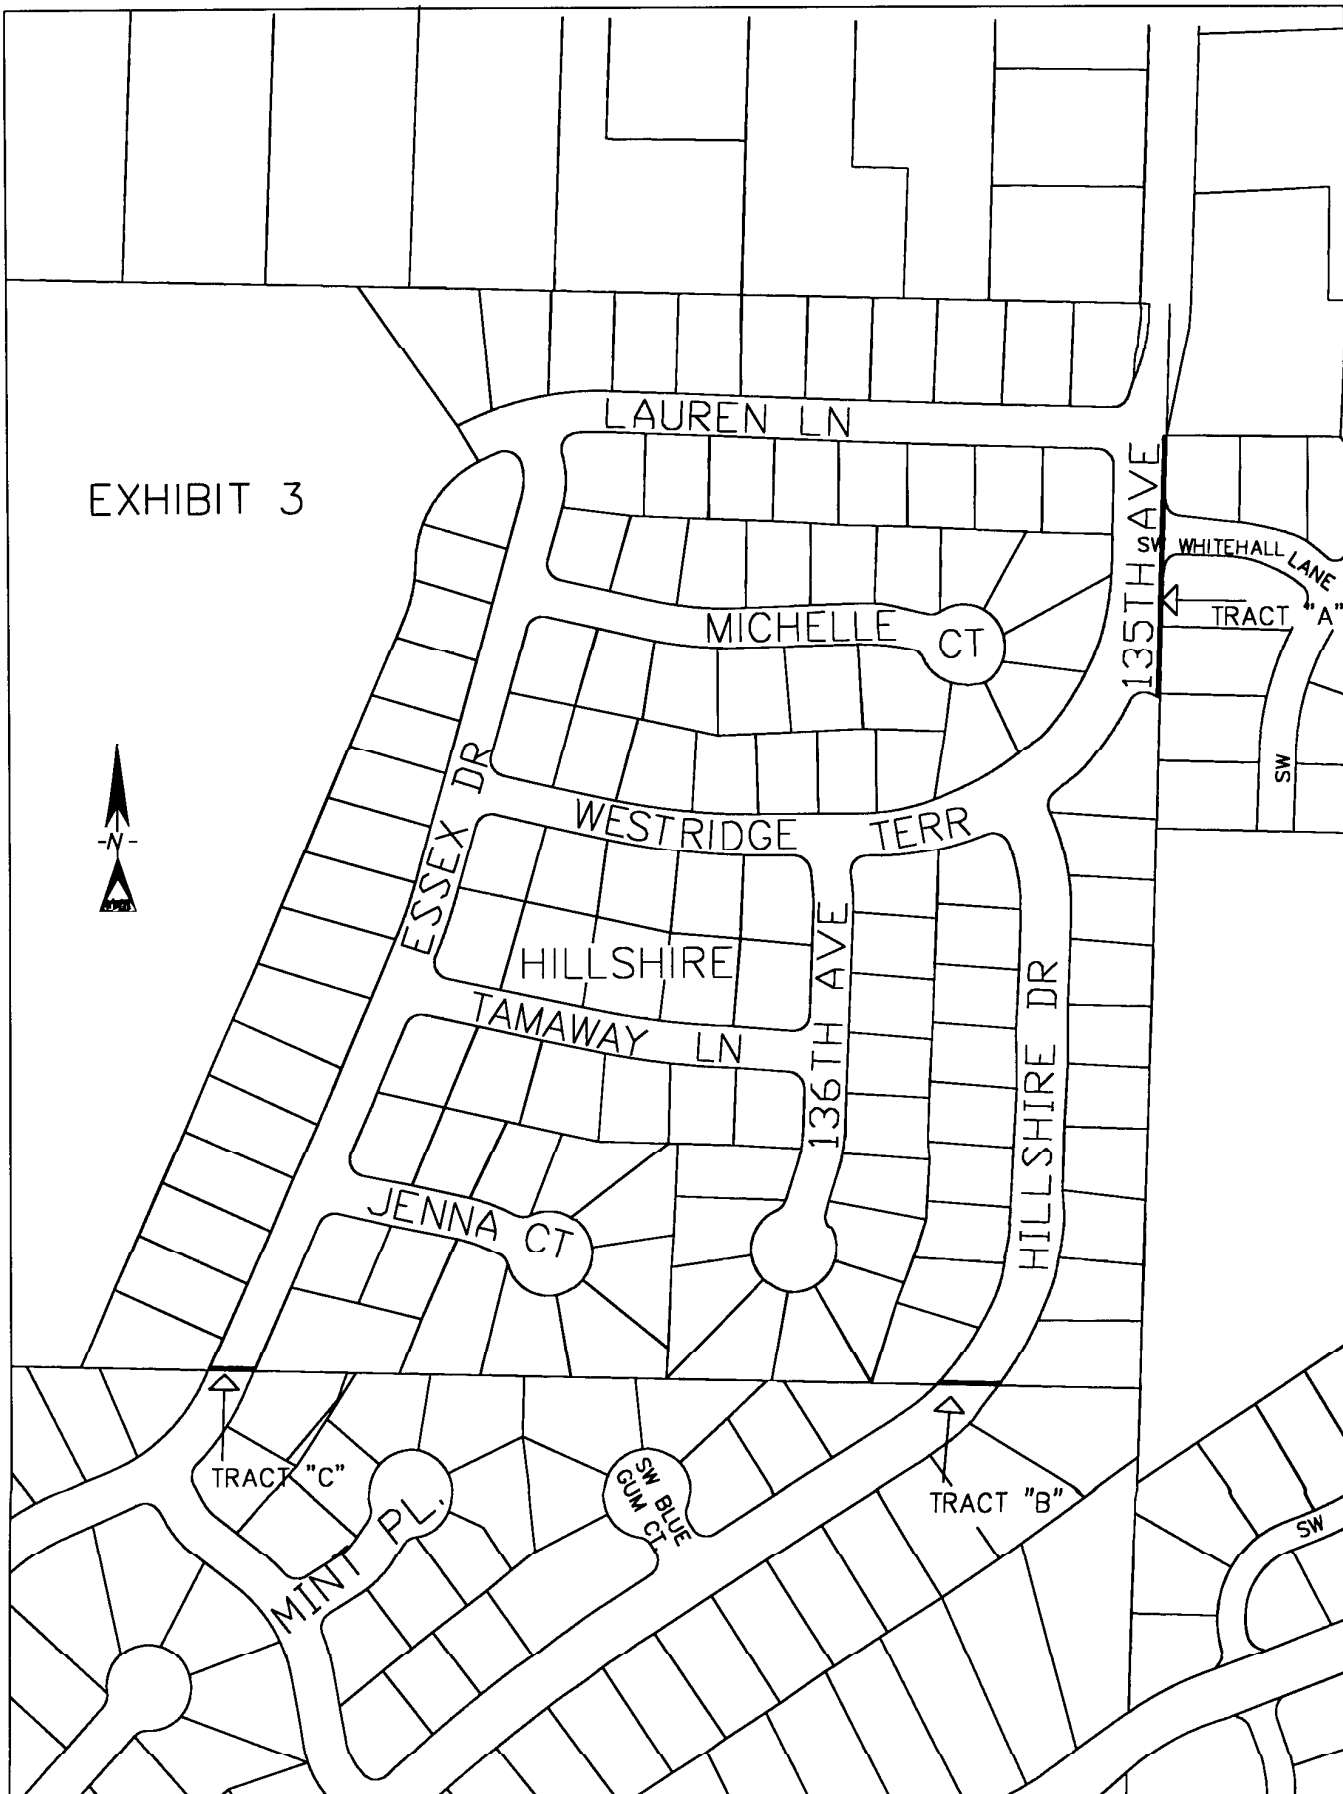 LAUREN LN
EXHIBIT 3
135TH AVE
SW WHITEHALL LANE
TRACT "A"
MICHELLE CT
SW
ESSEX DR
WESTRIDGE TERR
-N-
HILLSHIRE
136TH AVE
HILLSHIRE DR
TAMAWAY LN
JENNA CT
TRACT "C"
MINT PL.
SW BLUE
GUM CT.
TRACT "B"
SW